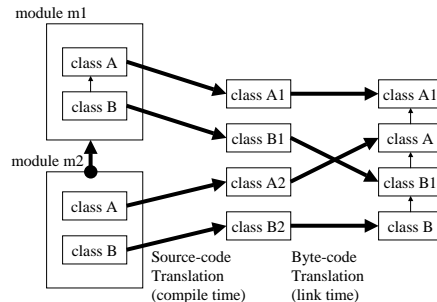 module m1
class A
class B
module m2
class A
class B
class A1
class B1
class A2
class B2
class A1
class A
class B1
class B
Source-code
Translation
(compile time)
Byte-code
Translation
(link time)